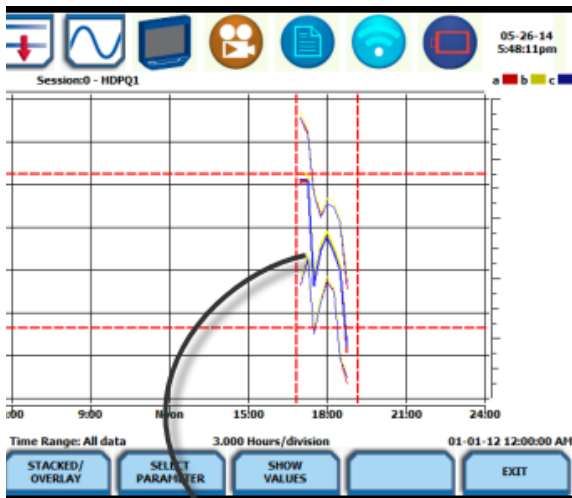 05-26-14
5:48:11pm
Session:0 - HDPQ1
a b c
:00 9:00 Noon 15:00 18:00 21:00 24:00
Time Range: All data 3.000 Hours/division 01-01-12 12:00:00 AM
STACKED/
OVERLAY
SELECT
PARAMETER
SHOW
VALUES
EXIT